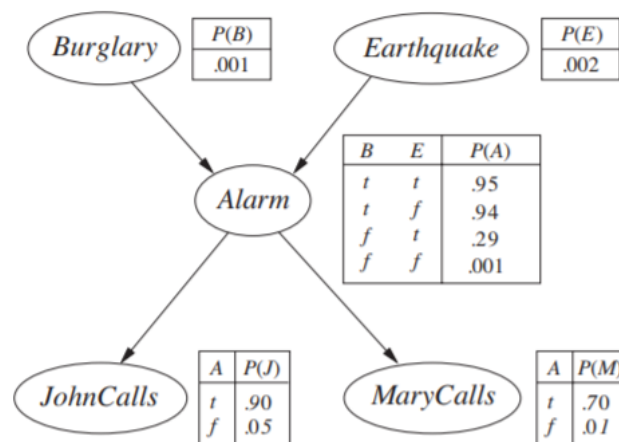 Burglary
P(B)
.001
Earthquake
P(E)
.002
Alarm
B E P(A)
t t .95
t f .94
f t .29
f f .001
JohnCalls
A P(J)
t .90
f .05
MaryCalls
A P(M)
t .70
f .01